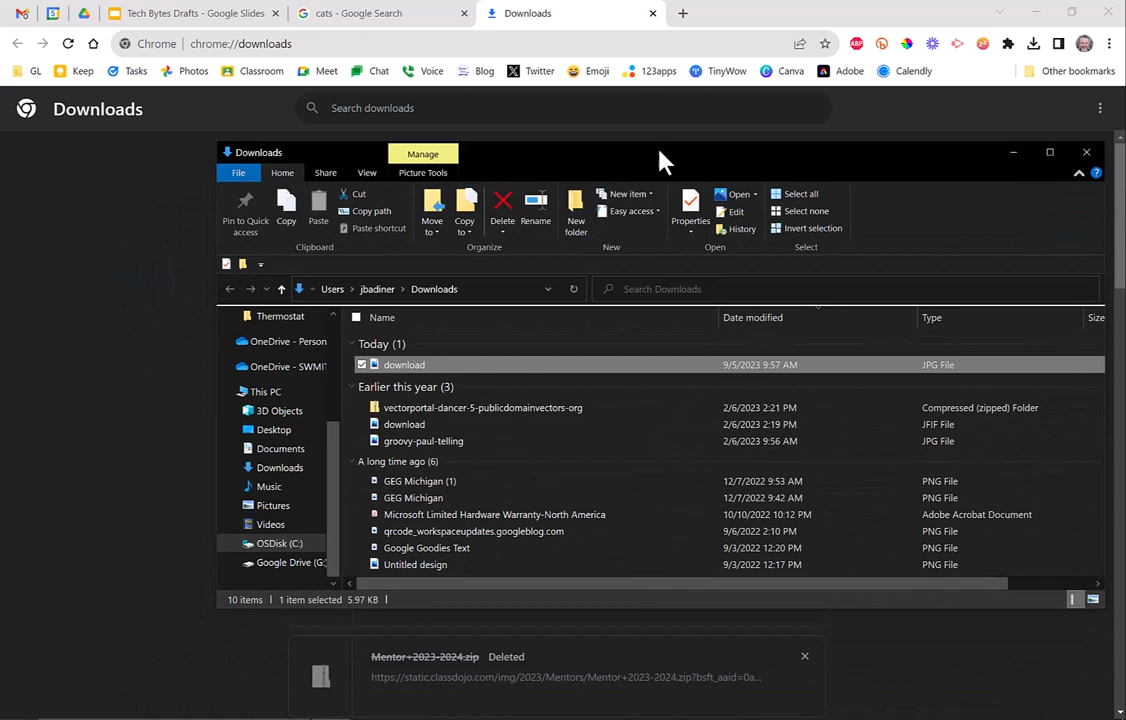 Tech Bytes Drafts - Google Slides
cats - Google Search
Downloads
Chrome
chrome://downloads
ABP
GL
Keep
Tasks
Photos
Classroom
Meet
Chat
Voice
Blog
Twitter
Emoji
123apps
TinyWow
Canva
Adobe
Calendly
Other bookmarks
Downloads
Search downloads
Downloads
Manage
File
Home
Share
View
Picture Tools
Pin to Quick access
Copy
Paste
Cut
Copy path
Paste shortcut
Clipboard
Move to
Copy to
Delete
Rename
Organize
New folder
New item
Easy access
New
Properties
Open
Edit
History
Open
Select all
Select none
Invert selection
Select
Users
jbadiner
Downloads
Search Downloads
Thermostat
OneDrive - Person
OneDrive - SWMIT
This PC
3D Objects
Desktop
Documents
Downloads
Music
Pictures
Videos
OSDisk (C:)
Google Drive (G:)
Name
Date modified
Type
Size
Today (1)
download 9/5/2023 9:57 AM JPG File
Earlier this year (3)
vectorportal-dancer-5-publicdomainvectors-org 2/6/2023 2:21 PM Compressed (zipped) Folder
download 2/6/2023 2:19 PM JFIF File
groovy-paul-telling 2/6/2023 9:56 AM JPG File
A long time ago (6)
GEG Michigan (1) 12/7/2022 9:53 AM PNG File
GEG Michigan 12/7/2022 9:42 AM PNG File
Microsoft Limited Hardware Warranty-North America 10/10/2022 10:12 PM Adobe Acrobat Document
qrcode_workspaceupdates.googleblog.com 9/6/2022 2:10 PM PNG File
Google Goodies Text 9/3/2022 12:20 PM PNG File
Untitled design 9/3/2022 12:17 PM PNG File
10 items
1 item selected 5.97 KB
Mentor+2023-2024.zip Deleted
https://static.classdojo.com/img/2023/Mentors/Mentor+2023-2024.zip?bsft_aaid=0a...